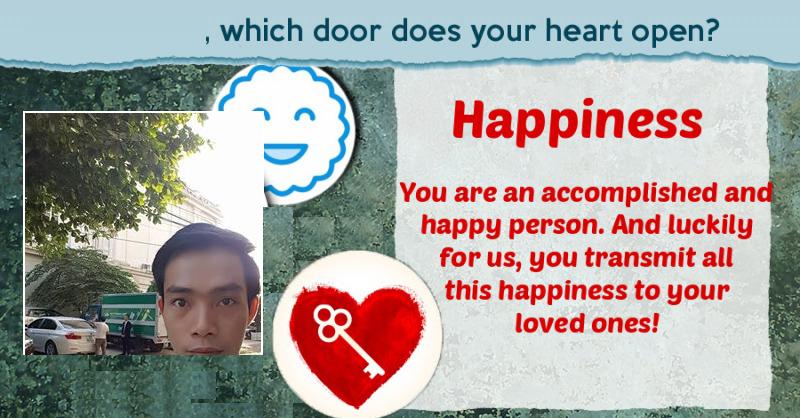 , which door does your heart open?
Happiness
You are an accomplished and
happy person. And luckily
for us, you transmit all
this happiness to your
loved ones!